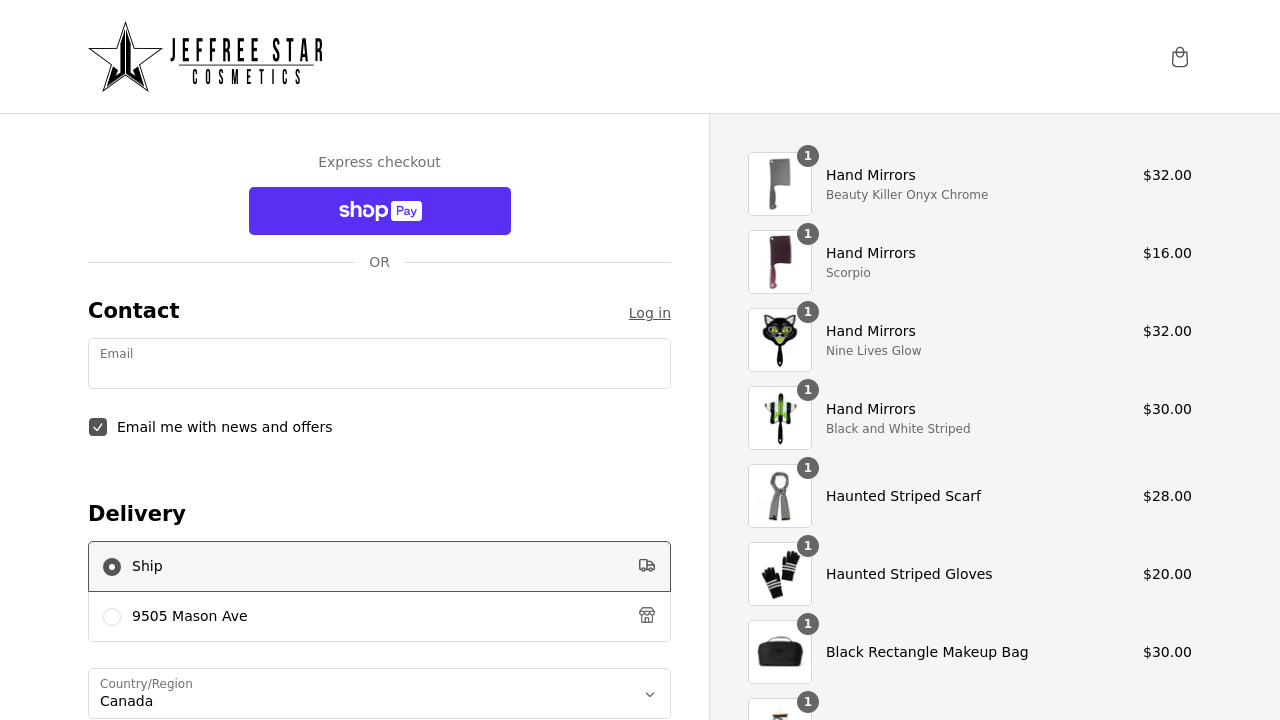 JEFFREE STAR
COSMETICS
Express checkout
shop Pay
OR
Contact
Log in
Email
Email me with news and offers
Delivery
Ship
9505 Mason Ave
Country/Region
Canada
1
Hand Mirrors
$32.00
Beauty Killer Onyx Chrome
1
Hand Mirrors
$16.00
Scorpio
1
Hand Mirrors
$32.00
Nine Lives Glow
1
Hand Mirrors
$30.00
Black and White Striped
1
Haunted Striped Scarf
$28.00
1
Haunted Striped Gloves
$20.00
1
Black Rectangle Makeup Bag
$30.00
1